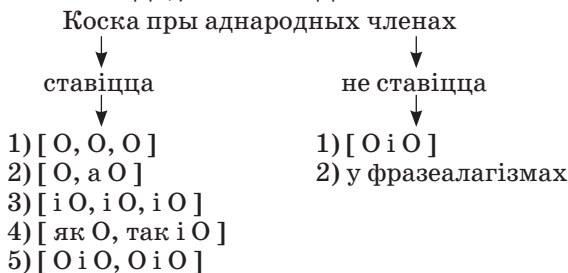 Коска пры аднародных членах
ставіцца не ставіцца
1) [ О, О, О ] 1) [ О і О ]
2) [ О, а О ] 2) у фразеалагізмах
3) [ і О, і О, і О ]
4) [ як О, так і О ]
5) [ О і О, О і О ]